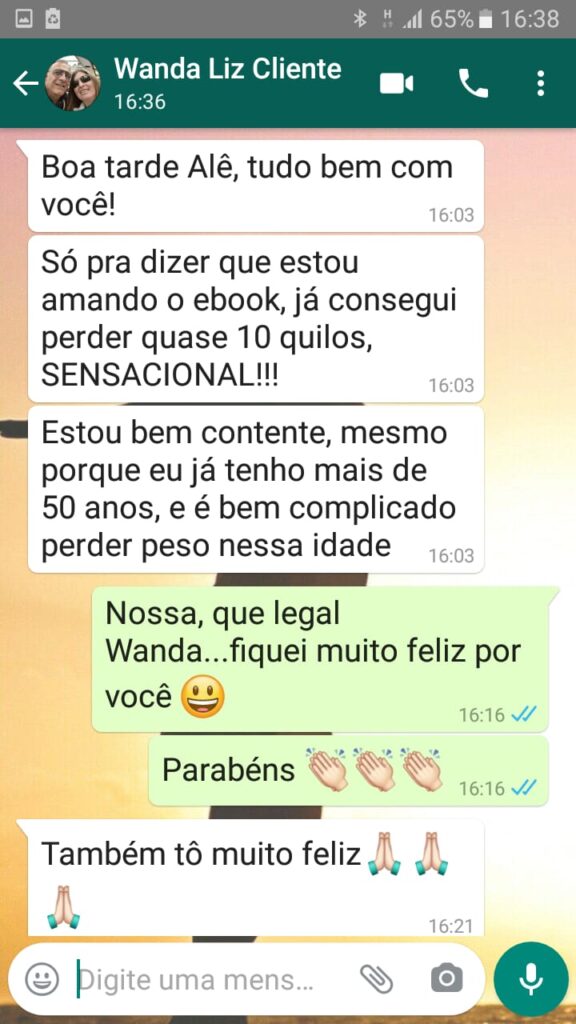 65% 16:38
Wanda Liz Cliente
16:36
Boa tarde Alê, tudo bem com
você!
16:03
Só pra dizer que estou
amando o ebook, já consegui
perder quase 10 quilos,
SENSACIONAL!!!
16:03
Estou bem contente, mesmo
porque eu já tenho mais de
50 anos, e é bem complicado
perder peso nessa idade
16:03
Nossa, que legal
Wanda...fiquei muito feliz por
você 😃
16:16
Parabéns 👏🏻👏🏻👏🏻
16:16
Também tô muito feliz🙏🏻🙏🏻
🙏🏻
16:21
Digite uma mens...